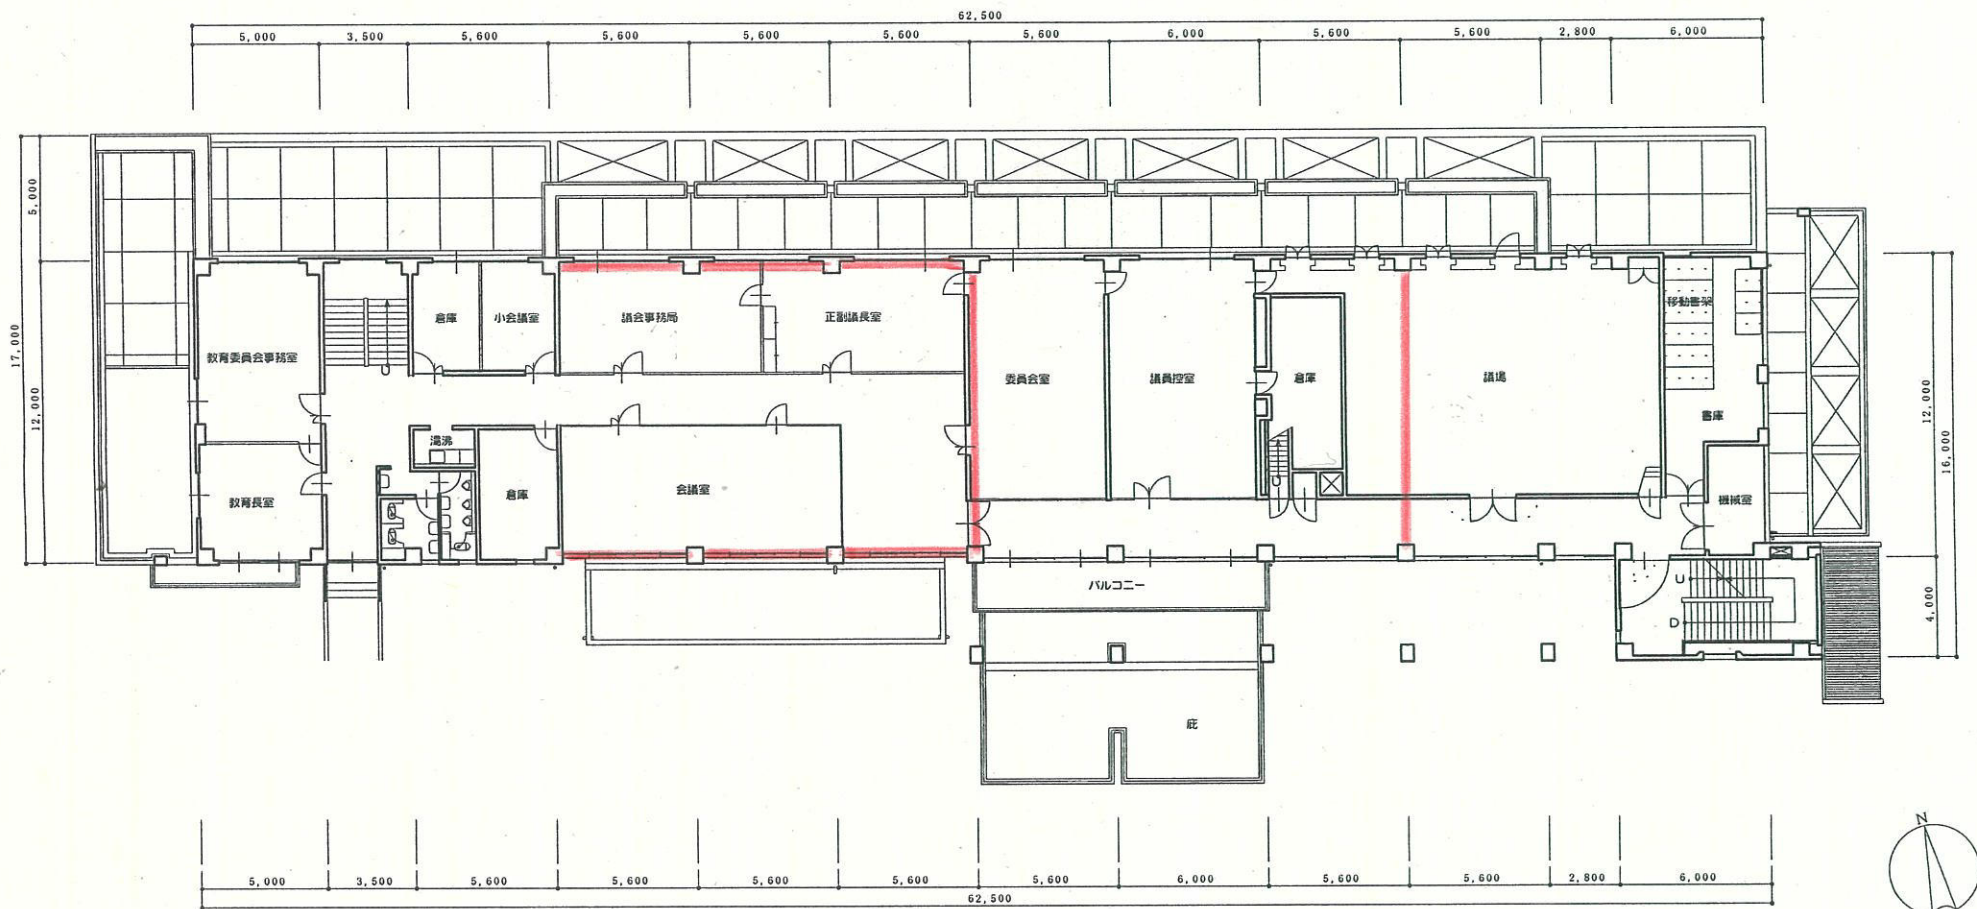 62,500
5,000 3,500 5,600 5,600 5,600 5,600 5,600 6,000 5,600 5,600 2,800 6,000
5,000
17,000
12,000
12,000
16,000
4,000
倉庫
小会議室
議会事務局
正副議長室
移動書架
教育委員会事務室
委員会室
議員控室
倉庫
議場
書庫
湯沸
教育長室
倉庫
会議室
機械室
U
U
バルコニー
U
D
庇
N
5,000 3,500 5,600 5,600 5,600 5,600 5,600 6,000 5,600 5,600 2,800 6,000
62,500